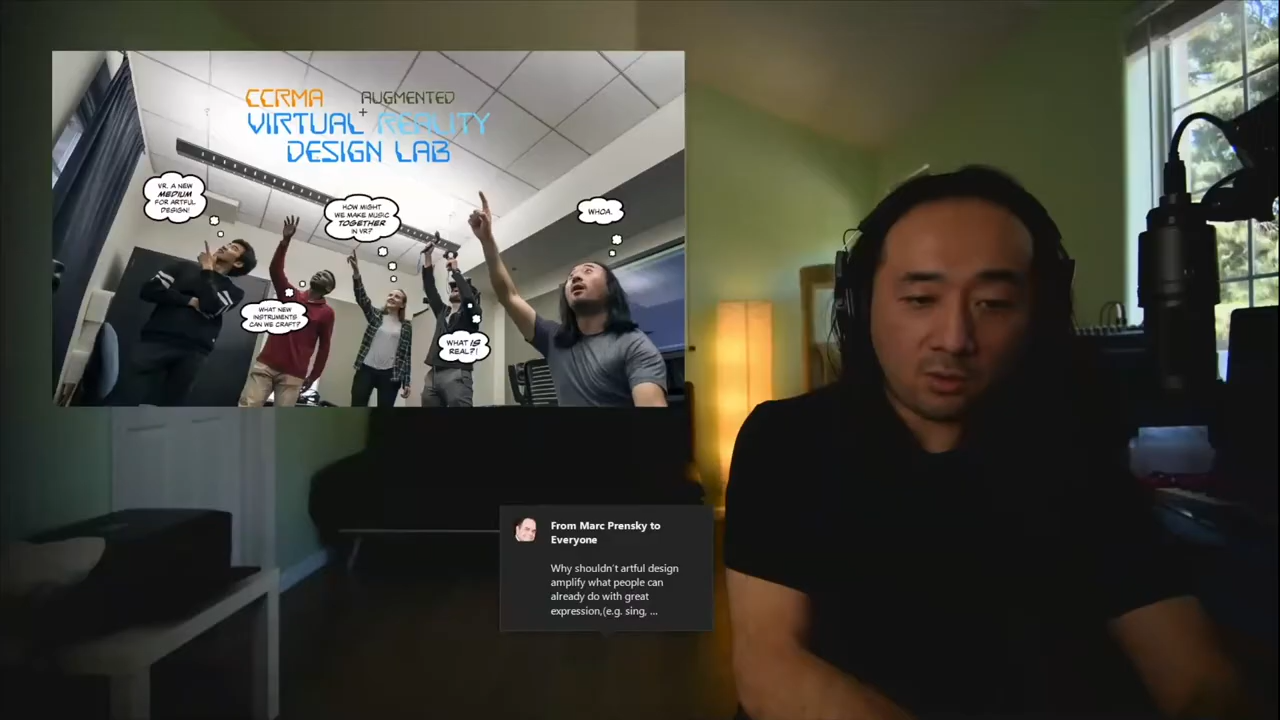 CCRMA
AUGMENTED
+
VIRTUAL REALITY
DESIGN LAB
VR. A NEW
MEDIUM
FOR ARTFUL
DESIGN!
HOW MIGHT
WE MAKE MUSIC
TOGETHER
IN VR?
WHOA.
WHAT NEW
INSTRUMENTS
CAN WE CRAFT?
WHAT IS
REAL?!
From Marc Prensky to
Everyone
Why shouldn't artful design
amplify what people can
already do with great
expression,(e.g. sing, ...